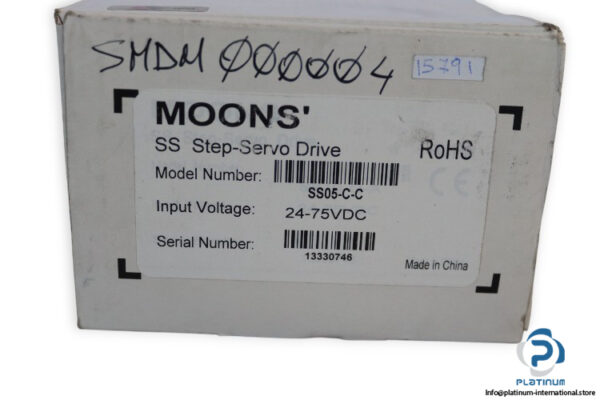 SMDM 000004
15791
MOONS'
SS Step-Servo Drive
RoHS
Model Number:
SS05-C-C
Input Voltage: 24-75VDC
Serial Number:
13330746
Made in China
PLATINUM
Info@platinum-international.store